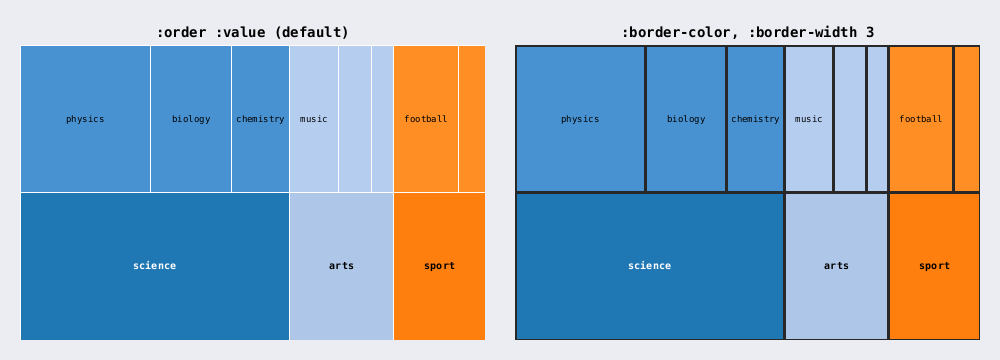 :order :value (default)
physics
biology
chemistry
music
football
science
arts
sport
:border-color, :border-width 3
physics
biology
chemistry
music
football
science
arts
sport